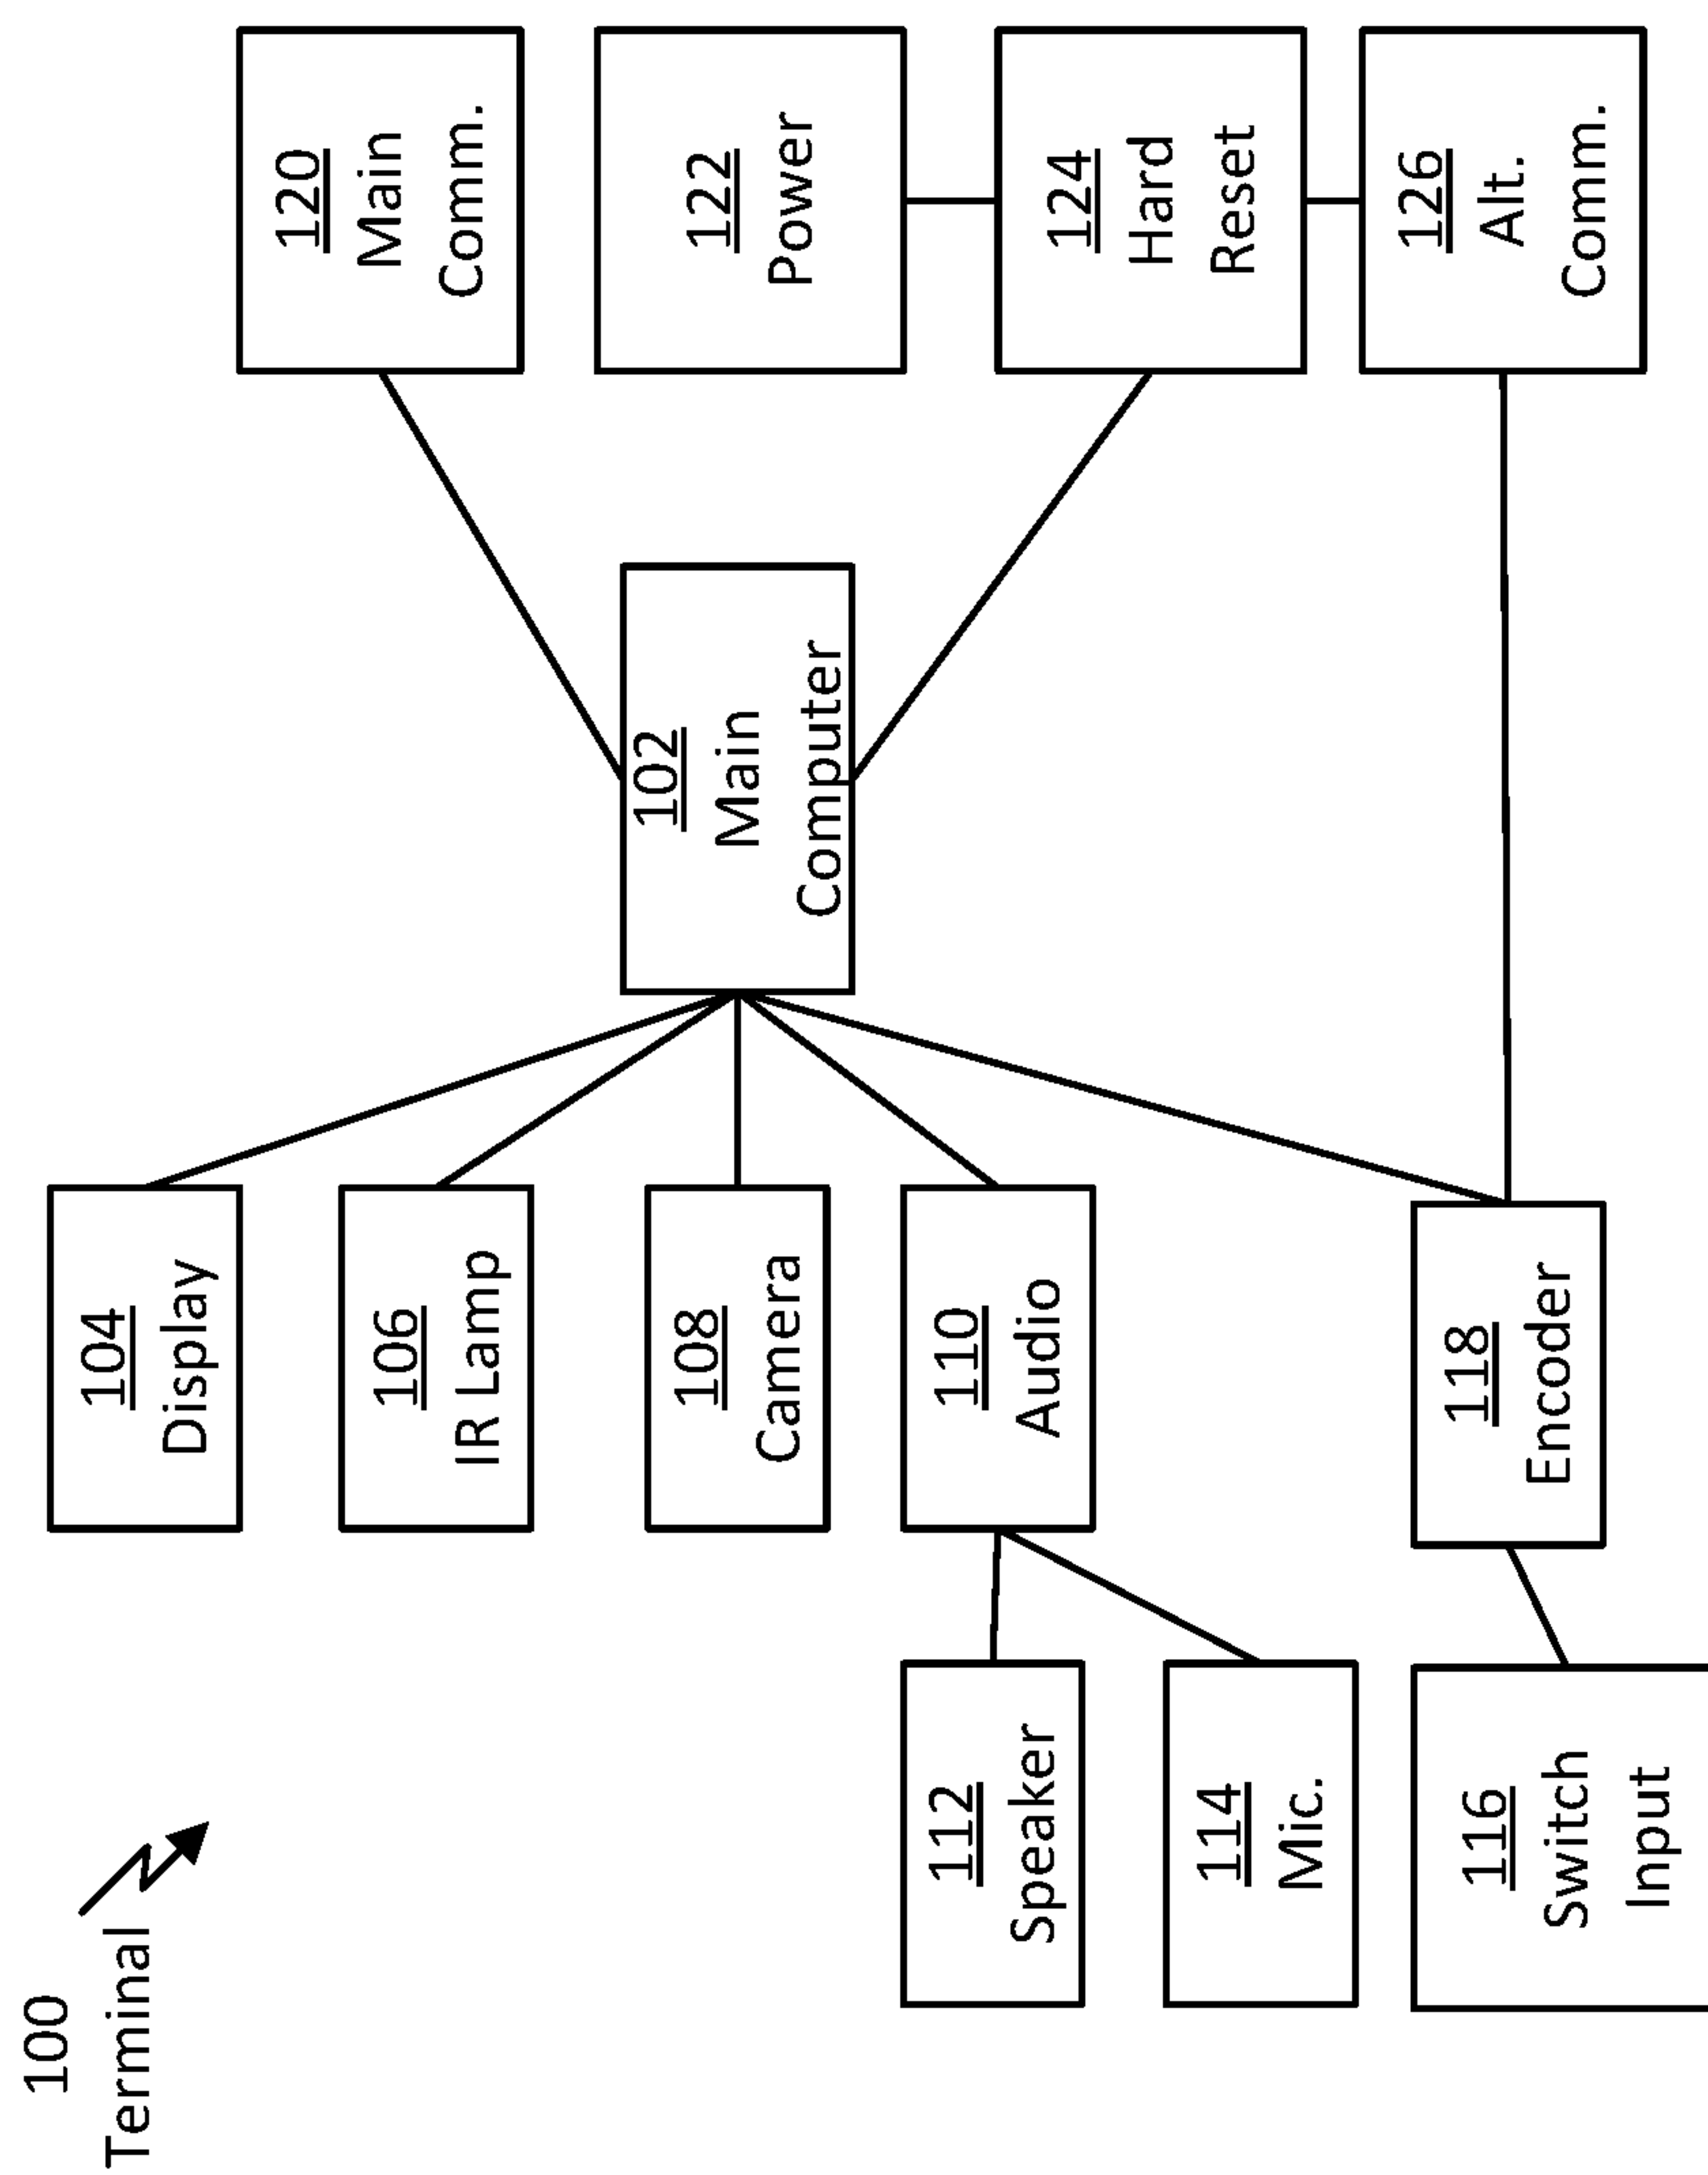 100
Terminal
104
Display
106
IR Lamp
108
Camera
110
Audio
112
Speaker
114
Mic.
116
Switch
Input
118
Encoder
102
Main
Computer
120
Main
Comm.
122
Power
124
Hard
Reset
126
Alt.
Comm.